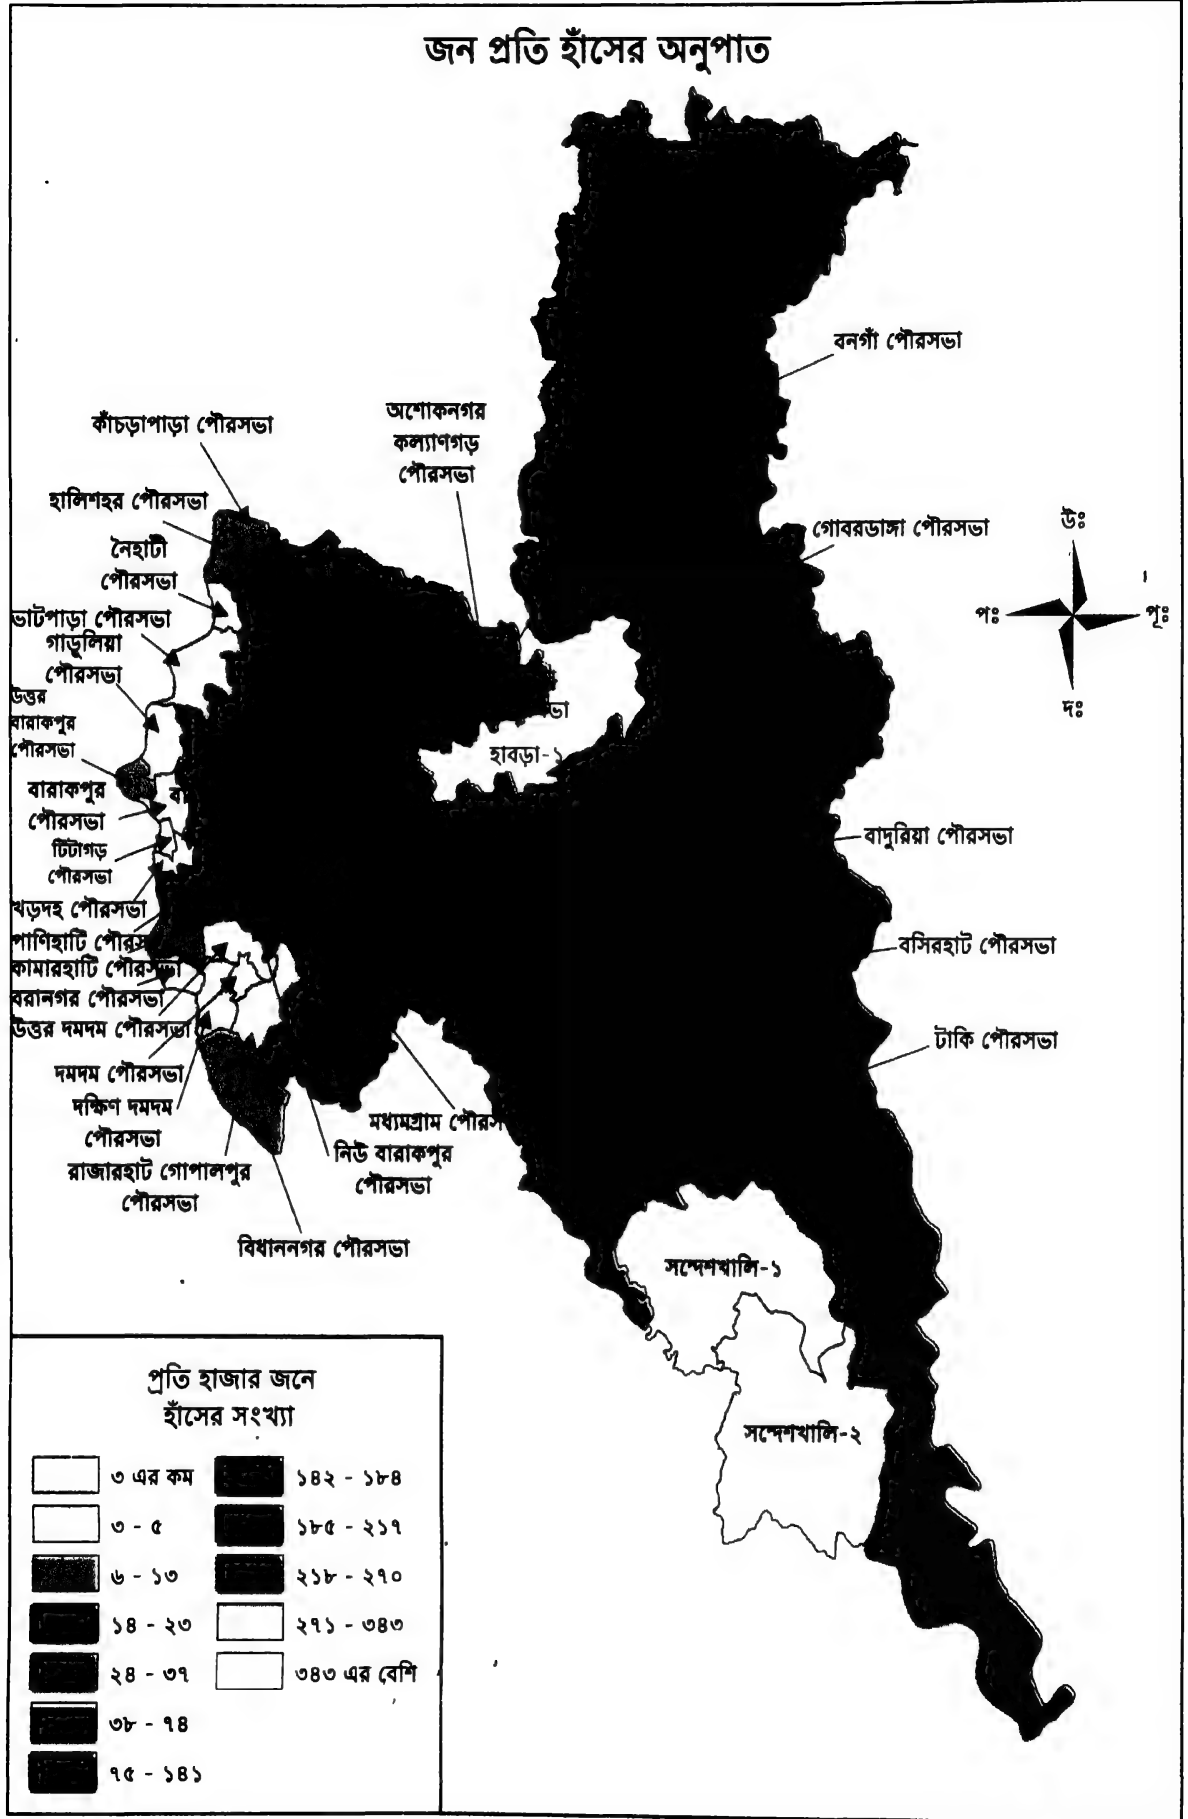 জন প্রতি হাঁসের অনুপাত
বনগাঁ পৌরসভা
কাঁচড়াপাড়া পৌরসভা
অশোকনগর
কল্যাণগড়
পৌরসভা
হালিশহর পৌরসভা
গোবরডাঙ্গা পৌরসভা
নৈহাটী
পৌরসভা
উঃ
পঃ
পূঃ
দঃ
ভাটপাড়া পৌরসভা
গাড়ুলিয়া
পৌরসভা
উত্তর
বারাকপুর
পৌরসভা
হাবড়া-১
বারাকপুর
পৌরসভা
টিটাগড়
পৌরসভা
বাদুরিয়া পৌরসভা
খড়দহ পৌরসভা
পাণিহাটি পৌরস
কামারহাটি পৌরসভা
বরানগর পৌরসভা
উত্তর দমদম পৌরসভা
বসিরহাট পৌরসভা
টাকি পৌরসভা
দমদম পৌরসভা
দক্ষিণ দমদম
পৌরসভা
মধ্যমগ্রাম পৌরস
নিউ বারাকপুর
পৌরসভা
রাজারহাট গোপালপুর
পৌরসভা
বিধাননগর পৌরসভা
সন্দেশখালি-১
সন্দেশখালি-২
প্রতি হাজার জনে
হাঁসের সংখ্যা
৩ এর কম
৩ - ৫
৬ - ১৩
১৪ - ২৩
২৪ - ৩৭
৩৮ - ৭৪
৭৫ - ১৪১
১৪২ - ১৮৪
১৮৫ - ২১৭
২১৮ - ২৭০
২৭১ - ৩৪৩
৩৪৩ এর বেশি